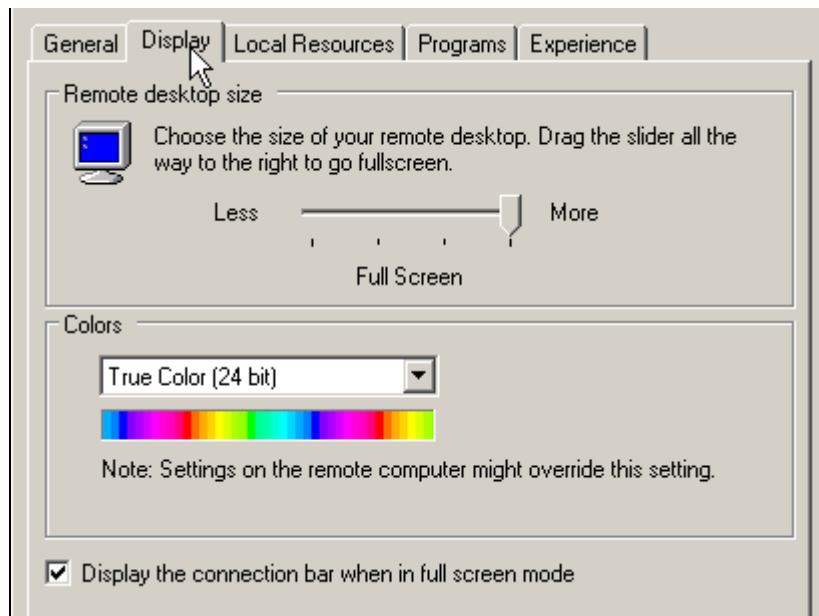 General Display Local Resources Programs Experience
Remote desktop size
Choose the size of your remote desktop. Drag the slider all the
way to the right to go fullscreen.
Less More
Full Screen
Colors
True Color (24 bit)
Note: Settings on the remote computer might override this setting.
Display the connection bar when in full screen mode